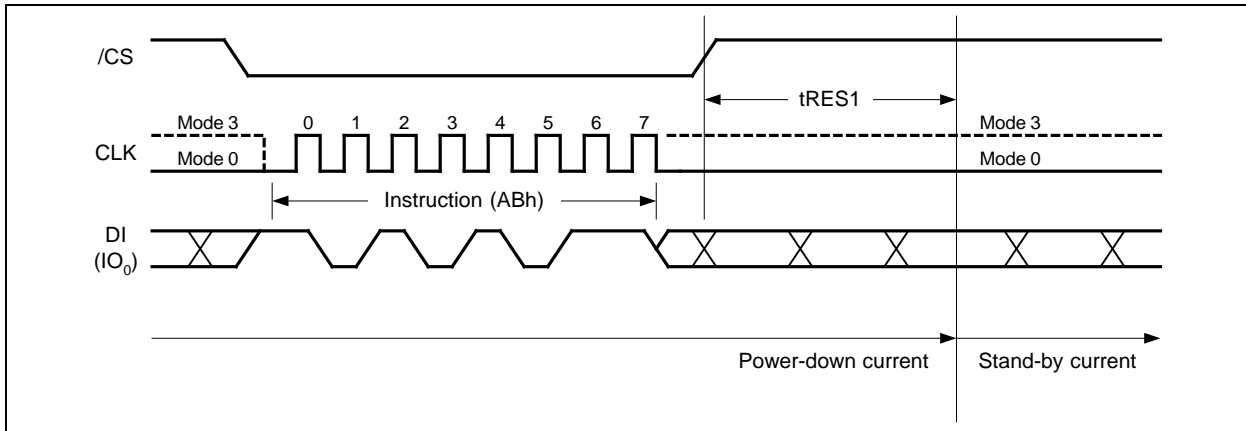 /CS
tRES1
Mode 3
0 1 2 3 4 5 6 7
Mode 3
CLK
Mode 0
Mode 0
Instruction (ABh)
DI
(IO0)
Power-down current
Stand-by current